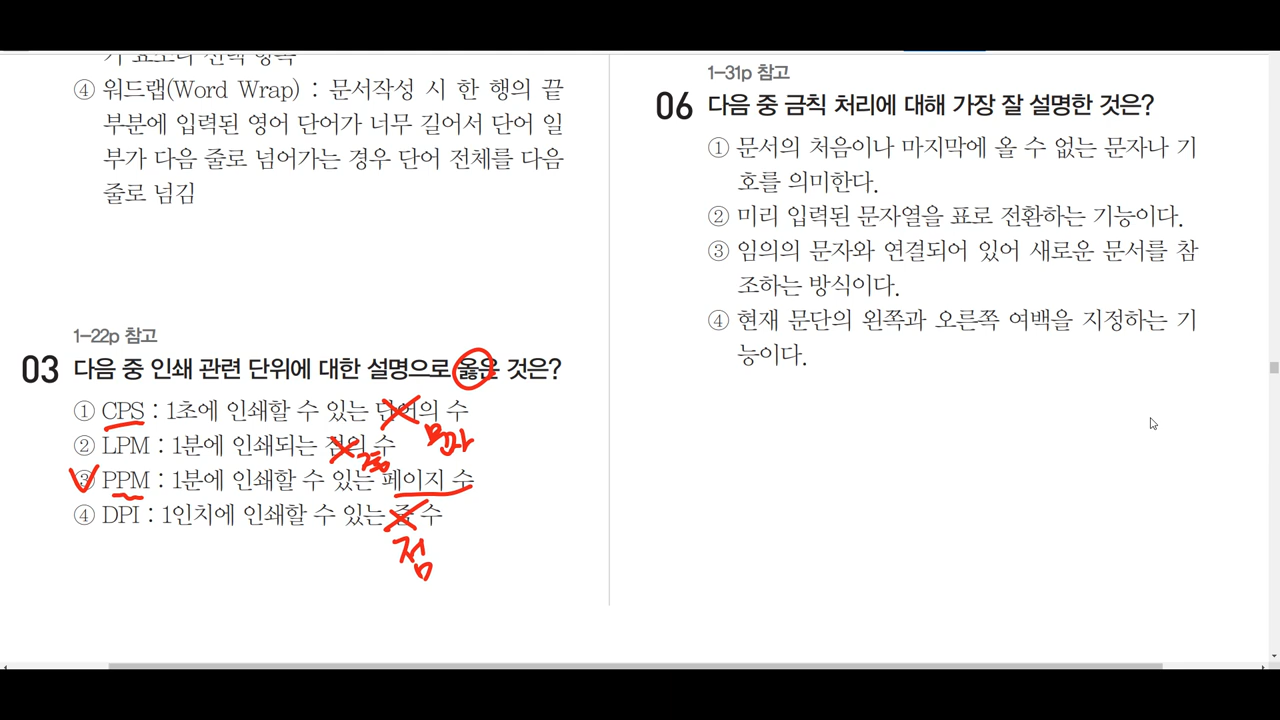 ④ 워드랩(Word Wrap) : 문서작성 시 한 행의 끝
부분에 입력된 영어 단어가 너무 길어서 단어 일
부가 다음 줄로 넘어가는 경우 단어 전체를 다음
줄로 넘김
1-22p 참고
03 다음 중 인쇄 관련 단위에 대한 설명으로 옳은 것은?
① CPS : 1초에 인쇄할 수 있는 단어의 수
문자
② LPM : 1분에 인쇄되는 점의 수
줄
③ PPM : 1분에 인쇄할 수 있는 페이지 수
④ DPI : 1인치에 인쇄할 수 있는 줄 수
점
1-31p 참고
06 다음 중 금칙 처리에 대해 가장 잘 설명한 것은?
① 문서의 처음이나 마지막에 올 수 없는 문자나 기
호를 의미한다.
② 미리 입력된 문자열을 표로 전환하는 기능이다.
③ 임의의 문자와 연결되어 있어 새로운 문서를 참
조하는 방식이다.
④ 현재 문단의 왼쪽과 오른쪽 여백을 지정하는 기
능이다.